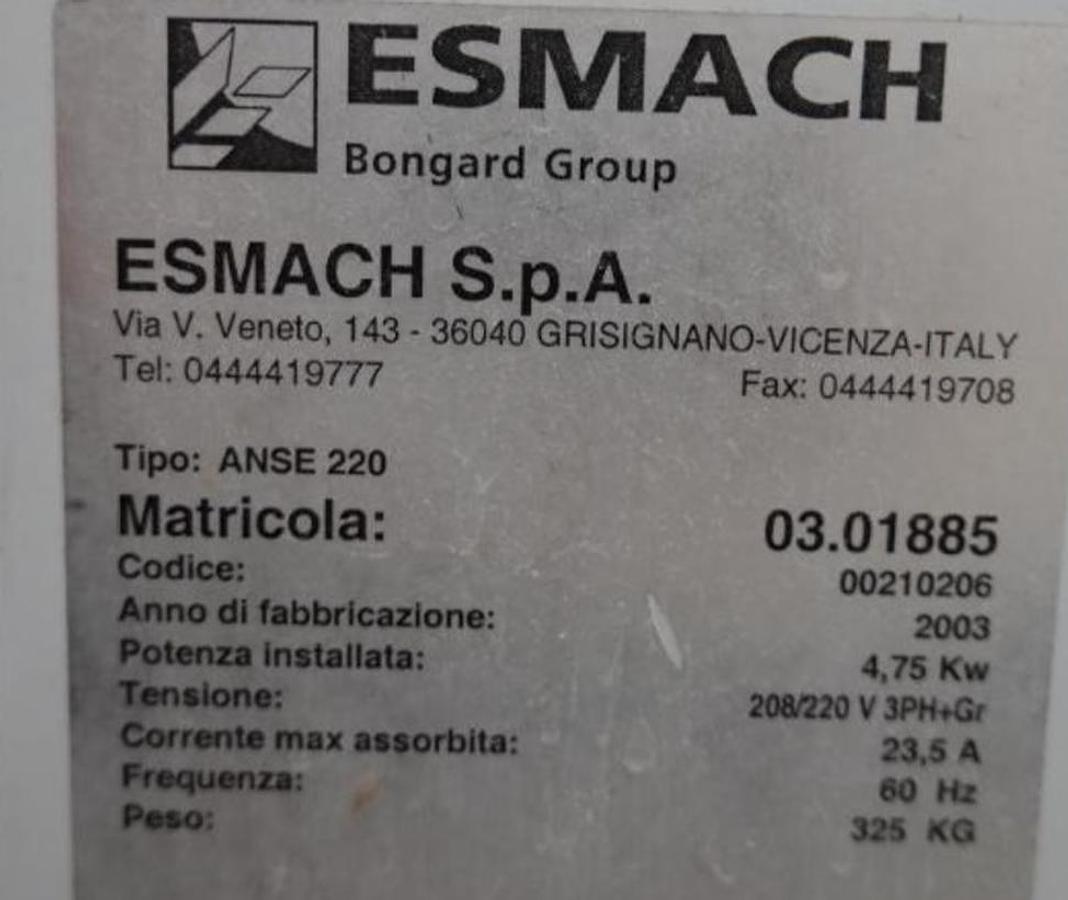 ESMACH
Bongard Group
ESMACH S.p.A.
Via V. Veneto, 143 - 36040 GRISIGNANO-VICENZA-ITALY
Tel: 0444419777 Fax: 0444419708
Tipo: ANSE 220
Matricola: 03.01885
Codice: 00210206
Anno di fabbricazione: 2003
Potenza installata: 4,75 Kw
Tensione: 208/220 V 3PH+Gr
Corrente max assorbita: 23,5 A
Frequenza: 60 Hz
Peso: 325 KG